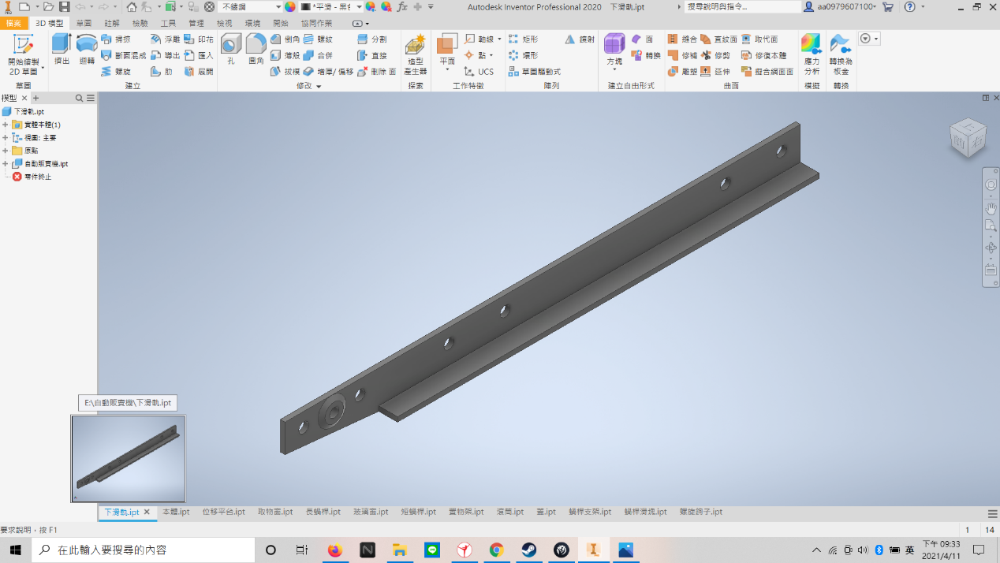 不鏽鋼
*平滑 - 黑色
Autodesk Inventor Professional 2020 下滑軌.ipt
搜尋說明與指令...
aa0979607100
檔案 3D 模型 草圖 註解 檢驗 工具 管理 檢視 環境 開始 協同作業
開始繪製
2D 草圖
草圖
擠出
迴轉
掃掠
斷面混成
螺旋
浮雕
導出
肋
印花
匯入
展開
建立
孔
圓角
倒角
薄殼
拔模
螺紋
合併
增厚/ 偏移
分割
直接
刪除 面
修改
造型
產生器
探索
平面
動線
點
UCS
工作特徵
矩形
環形
草圖驅動式
鏡射
陣列
方塊
面
轉換
建立自由形式
縫合
修補
雕塑
直紋面
修剪
延伸
取代面
修復本體
擬合網面面
曲面
應力
分析
模擬
轉換為
板金
轉換
模型
下滑軌.ipt
實體本體(1)
視圖: 主要
原點
自動販賣機.ipt
零件終止
前
右
E:\自動販賣機\下滑軌.ipt
下滑軌.ipt 本體.ipt 位移平台.ipt 取物窗.ipt 長蝸桿.ipt 玻璃窗.ipt 短蝸桿.ipt 置物架.ipt 滾筒.ipt 蓋.ipt 蝸桿支架.ipt 蝸桿滑塊.ipt 螺旋鉤子.ipt
要求說明，按 F1
1 14
在此輸入要搜尋的內容
英
下午 09:33
2021/4/11